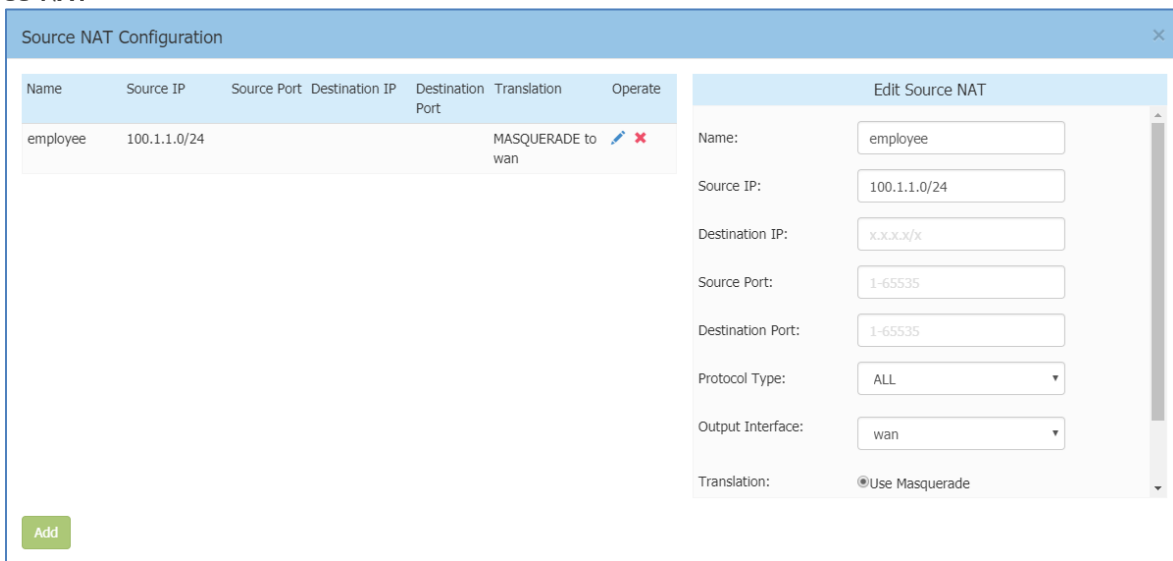 Source NAT Configuration ×
Name Source IP Source Port Destination IP Destination Port Translation Operate
employee 100.1.1.0/24 MASQUERADE to wan
Edit Source NAT
Name: employee
Source IP: 100.1.1.0/24
Destination IP: x.x.x.x/x
Source Port: 1-65535
Destination Port: 1-65535
Protocol Type: ALL
Output Interface: wan
Translation: Use Masquerade
Add